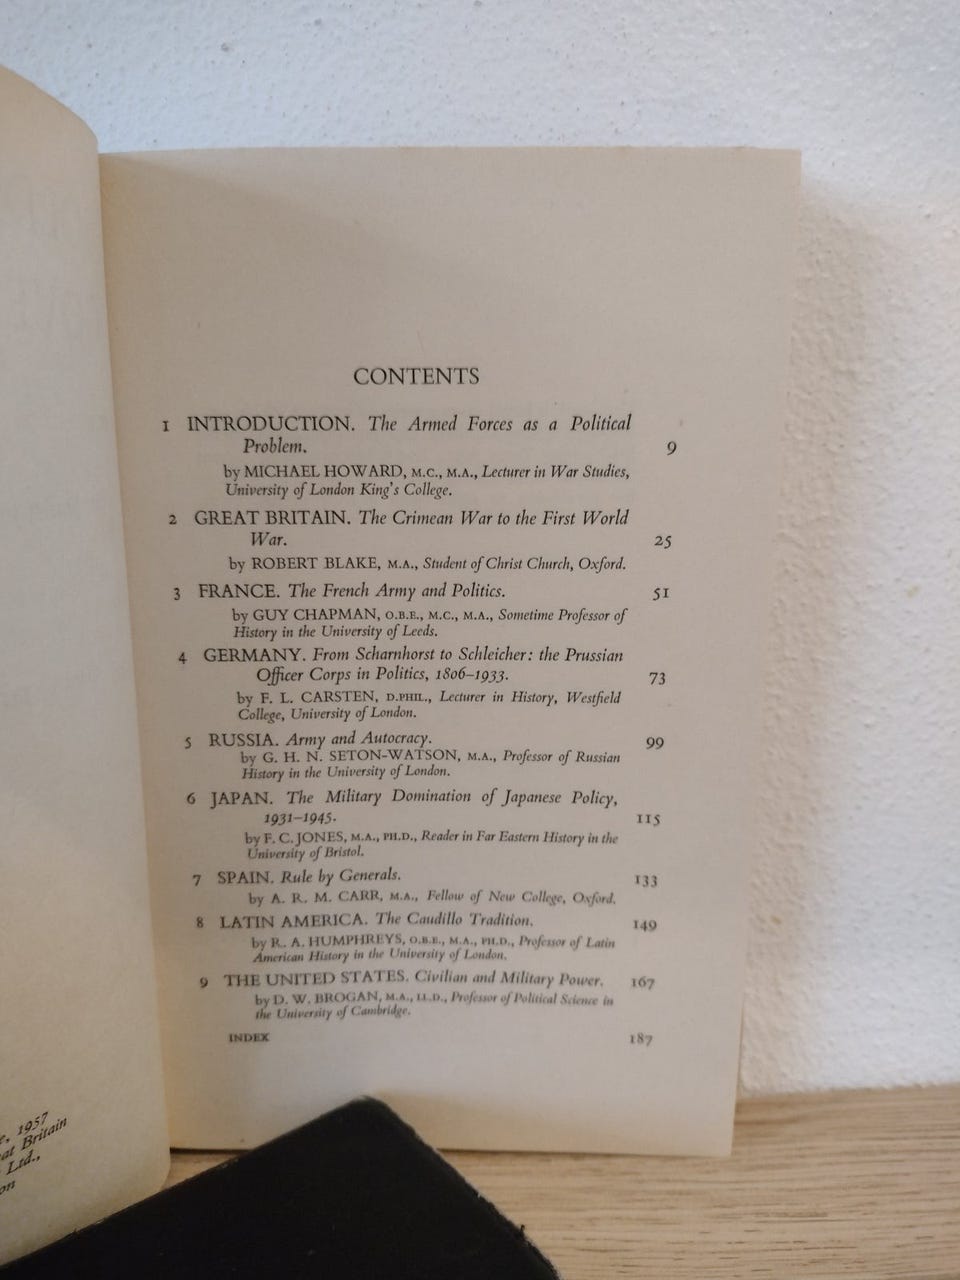 CONTENTS
1 INTRODUCTION. The Armed Forces as a Political
Problem. 9
by MICHAEL HOWARD, M.C., M.A., Lecturer in War Studies,
University of London King's College.
2 GREAT BRITAIN. The Crimean War to the First World
War. 25
by ROBERT BLAKE, M.A., Student of Christ Church, Oxford.
3 FRANCE. The French Army and Politics. 51
by GUY CHAPMAN, O.B.E., M.C., M.A., Sometime Professor of
History in the University of Leeds.
4 GERMANY. From Scharnhorst to Schleicher: the Prussian
Officer Corps in Politics, 1806–1933. 73
by F. L. CARSTEN, D.PHIL., Lecturer in History, Westfield
College, University of London.
5 RUSSIA. Army and Autocracy. 99
by G. H. N. SETON-WATSON, M.A., Professor of Russian
History in the University of London.
6 JAPAN. The Military Domination of Japanese Policy,
1931–1945. 115
by F. C. JONES, M.A., PH.D., Reader in Far Eastern History in the
University of Bristol.
7 SPAIN. Rule by Generals. 133
by A. R. M. CARR, M.A., Fellow of New College, Oxford.
8 LATIN AMERICA. The Caudillo Tradition. 149
by R. A. HUMPHREYS, O.B.E., M.A., PH.D., Professor of Latin
American History in the University of London.
9 THE UNITED STATES. Civilian and Military Power. 167
by D. W. BROGAN, M.A., LL.D., Professor of Political Science in
the University of Cambridge.
INDEX 187
1957
Britain
Ltd.,